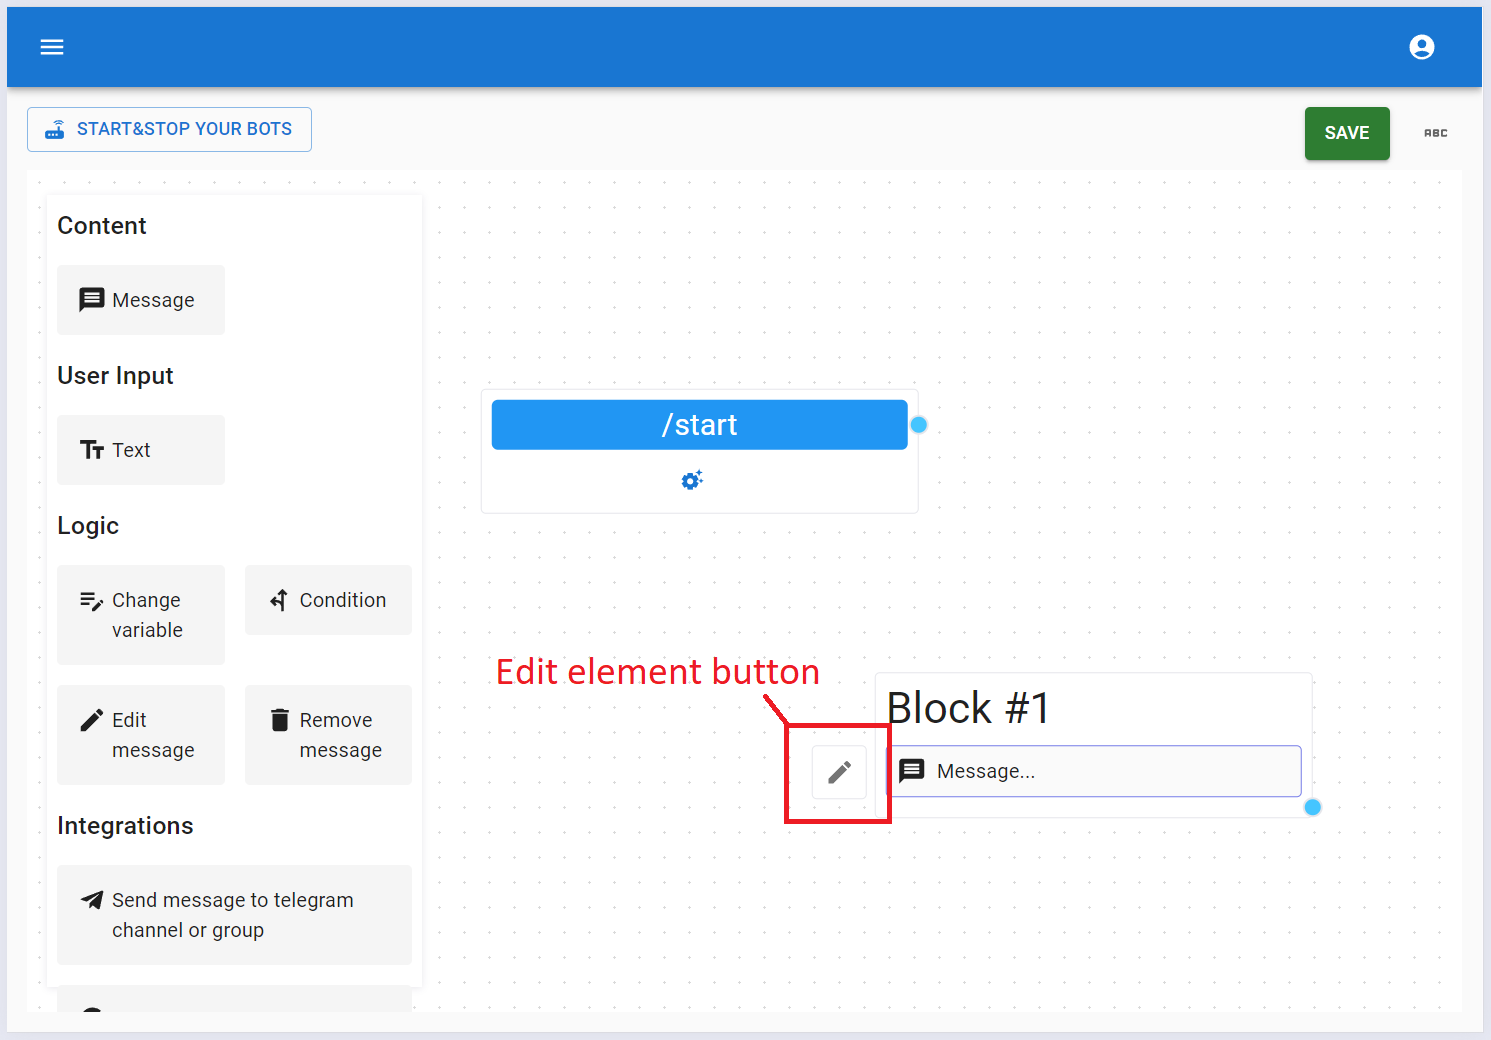 START&STOP YOUR BOTS
SAVE
ABC
Content
Message
User Input
Text
Logic
Change
variable
Condition
Edit
message
Remove
message
Integrations
Send message to telegram
channel or group
/start
Edit element button
Block #1
Message...